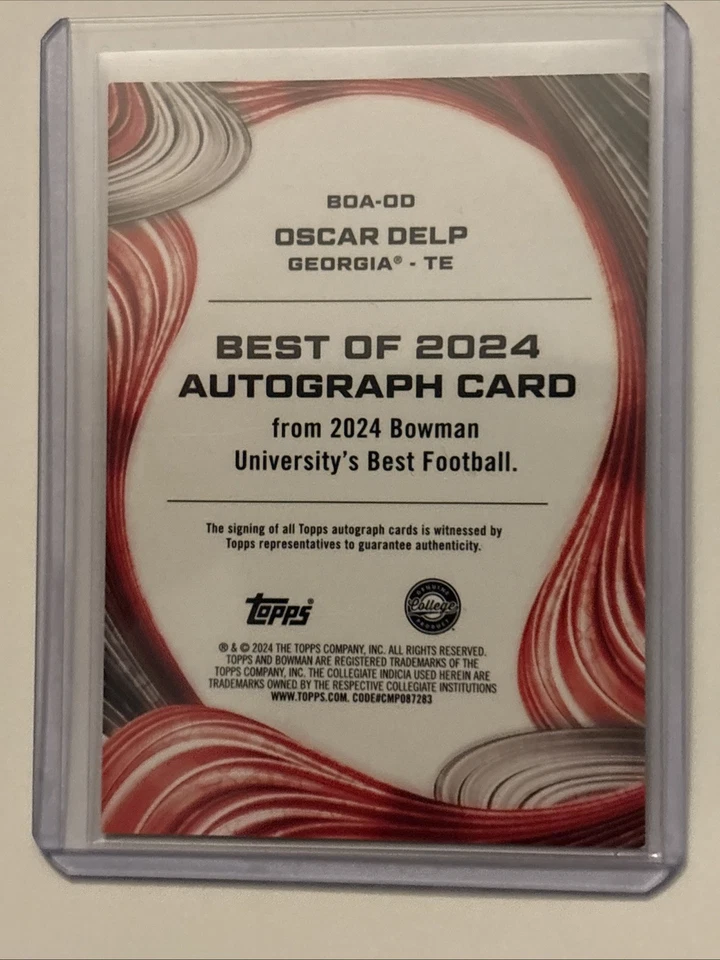 BOA-OD
OSCAR DELP
GEORGIA® - TE
BEST OF 2024
AUTOGRAPH CARD
from 2024 Bowman
University's Best Football.
The signing of all Topps autograph cards is witnessed by
Topps representatives to guarantee authenticity.
topps®
GENUINE
College
PRODUCT
® & © 2024 THE TOPPS COMPANY, INC. ALL RIGHTS RESERVED.
TOPPS AND BOWMAN ARE REGISTERED TRADEMARKS OF THE
TOPPS COMPANY, INC. THE COLLEGIATE INDICIA USED HEREIN ARE
TRADEMARKS OWNED BY THE RESPECTIVE COLLEGIATE INSTITUTIONS
WWW.TOPPS.COM. CODE#CMP087283